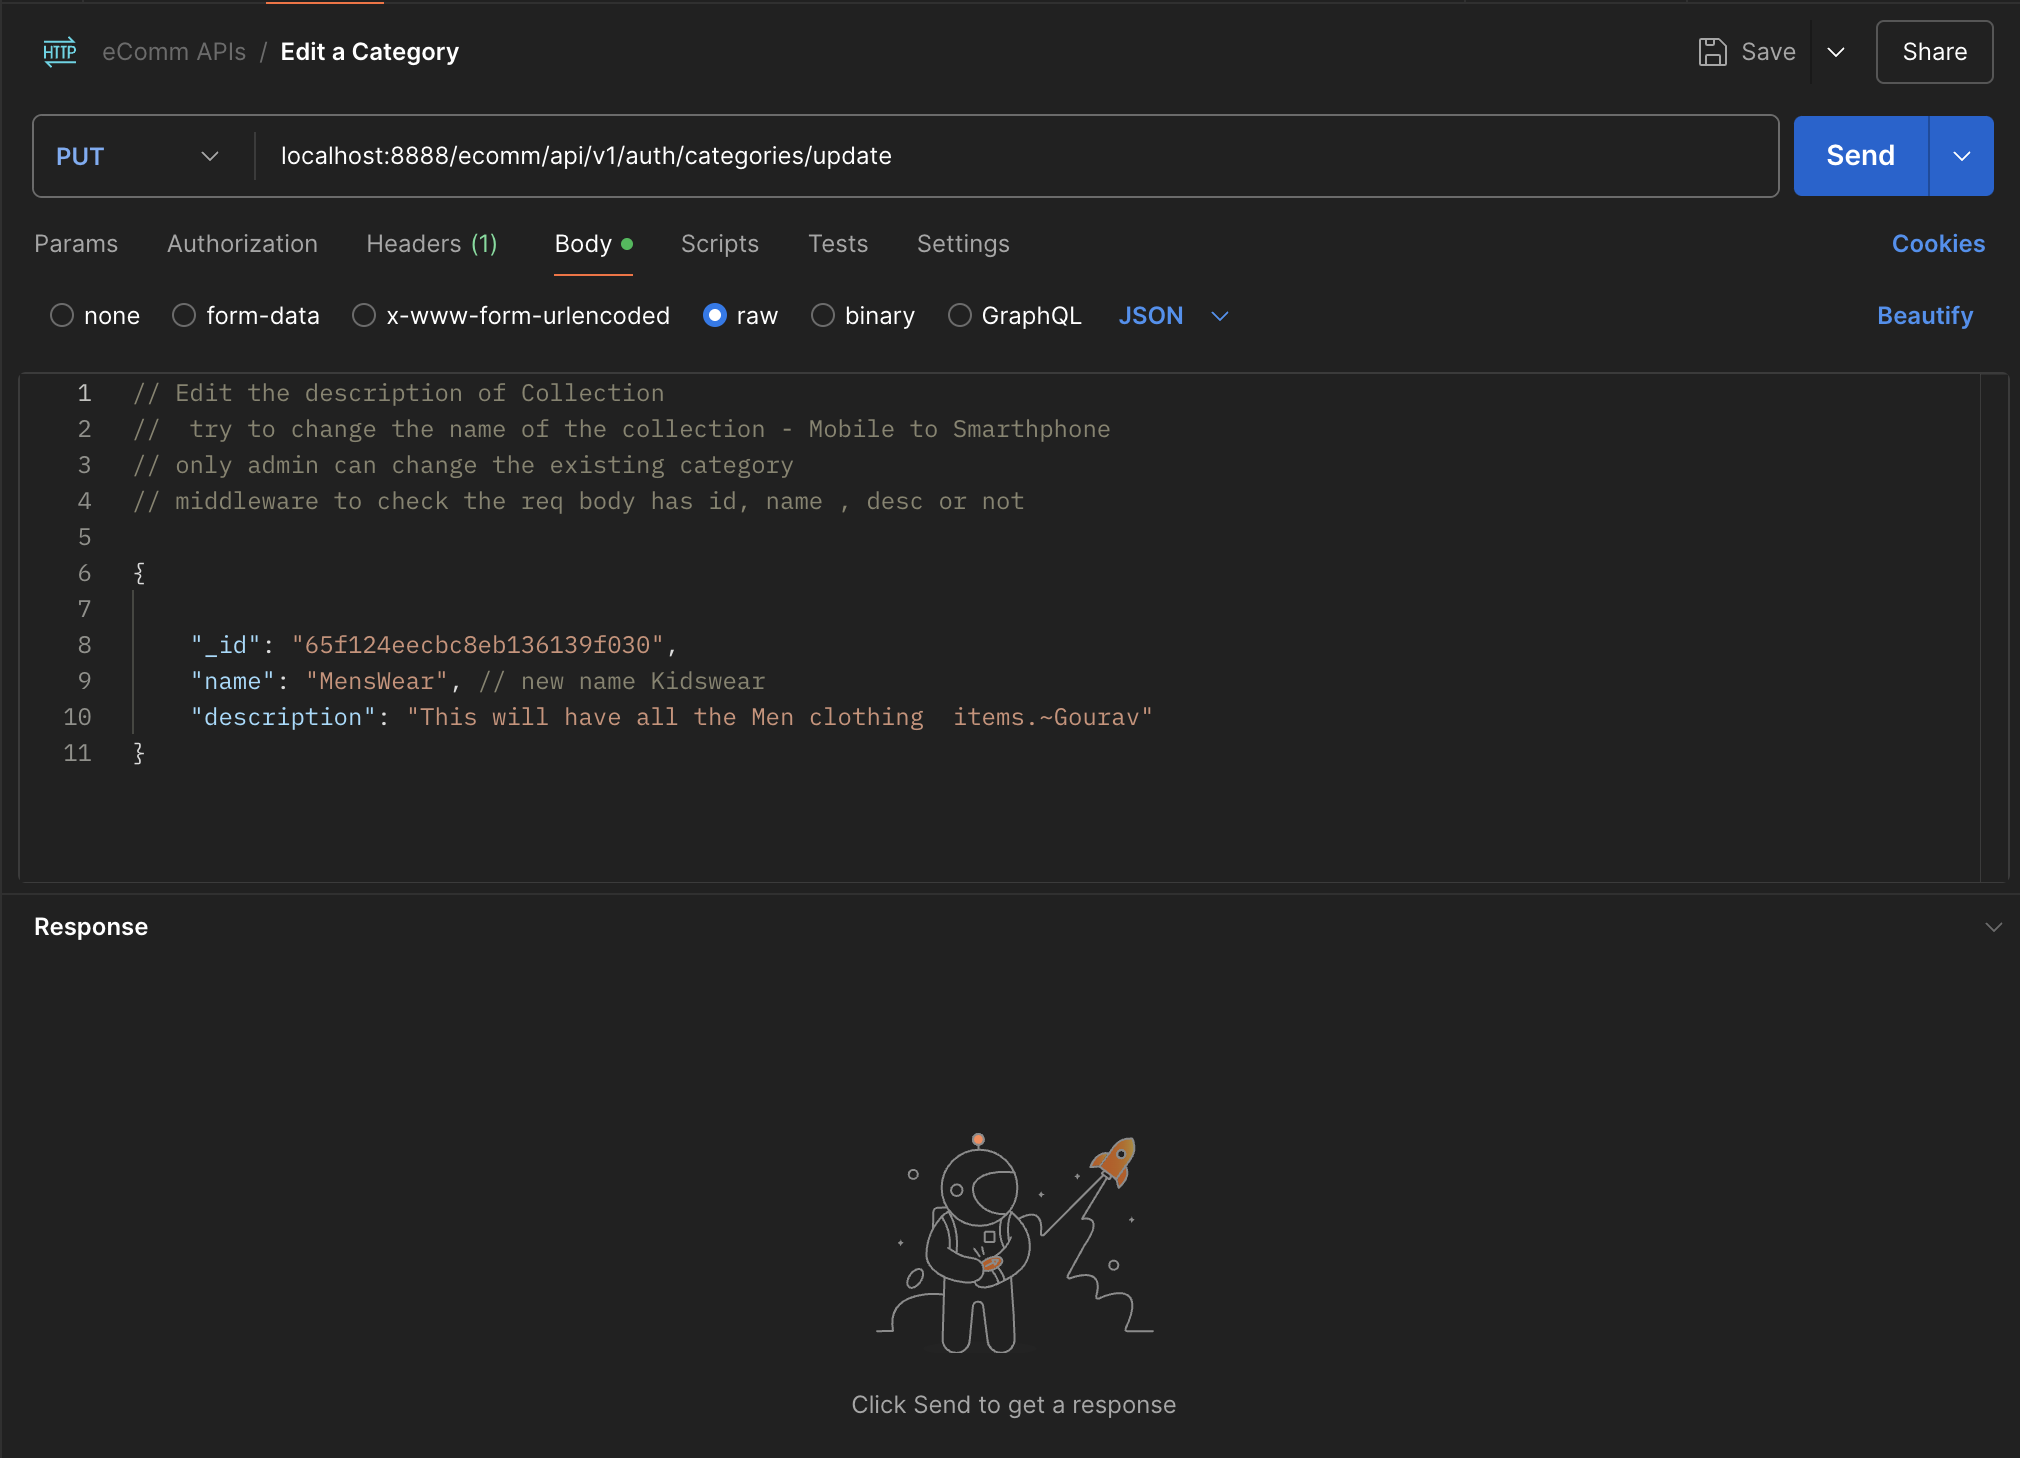 HTTP eComm APIs / Edit a Category Save Share
PUT localhost:8888/ecomm/api/v1/auth/categories/update Send
Params Authorization Headers (1) Body Scripts Tests Settings Cookies
none form-data x-www-form-urlencoded raw binary GraphQL JSON Beautify
1 // Edit the description of Collection
2 //  try to change the name of the collection - Mobile to Smarthphone
3 // only admin can change the existing category
4 // middleware to check the req body has id, name , desc or not
5
6 {
7
8     "_id": "65f124eecbc8eb136139f030",
9     "name": "MensWear", // new name Kidswear
10     "description": "This will have all the Men clothing  items.~Gourav"
11 }
Response
Click Send to get a response